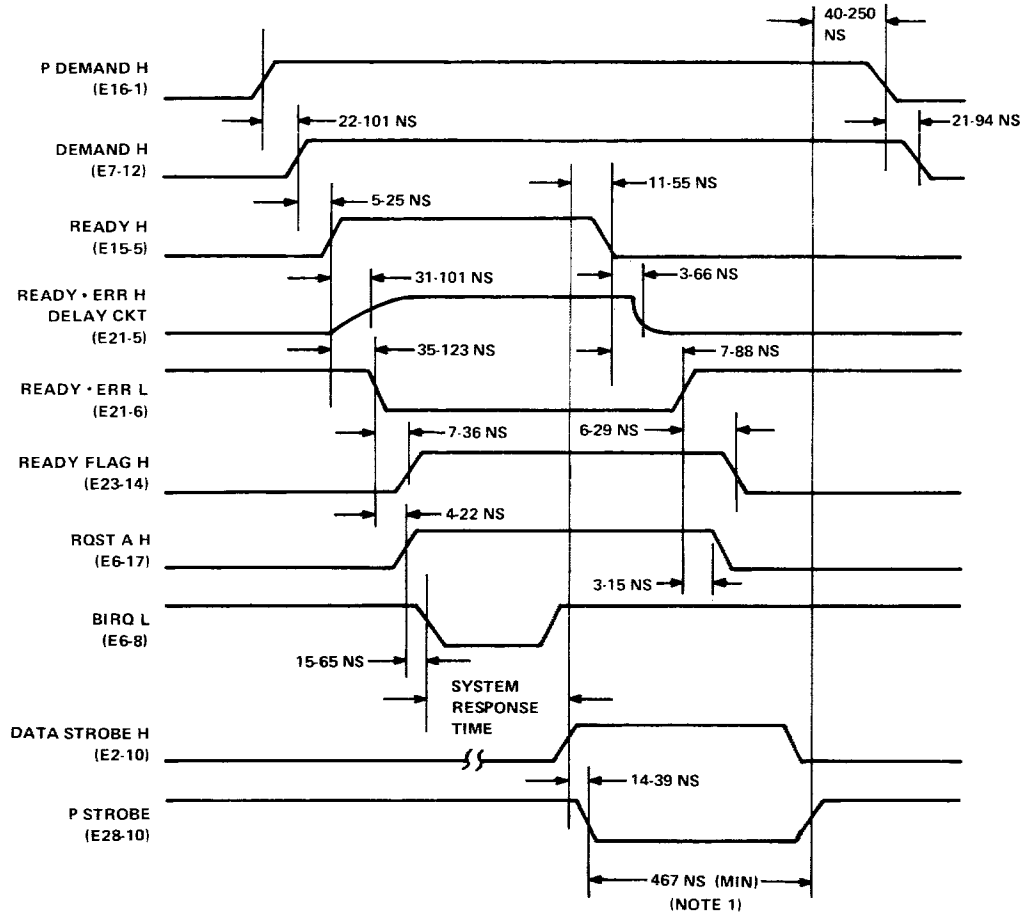 40-250
NS
P DEMAND H
(E16-1)
22-101 NS
21-94 NS
DEMAND H
(E7-12)
11-55 NS
5-25 NS
READY H
(E15-5)
31-101 NS
3-66 NS
READY • ERR H
DELAY CKT
(E21-5)
35-123 NS
7-88 NS
READY • ERR L
(E21-6)
7-36 NS
6-29 NS
READY FLAG H
(E23-14)
4-22 NS
RQST A H
(E6-17)
3-15 NS
BIRQ L
(E6-8)
15-65 NS
SYSTEM
RESPONSE
TIME
DATA STROBE H
(E2-10)
14-39 NS
P STROBE
(E28-10)
467 NS (MIN)
(NOTE 1)